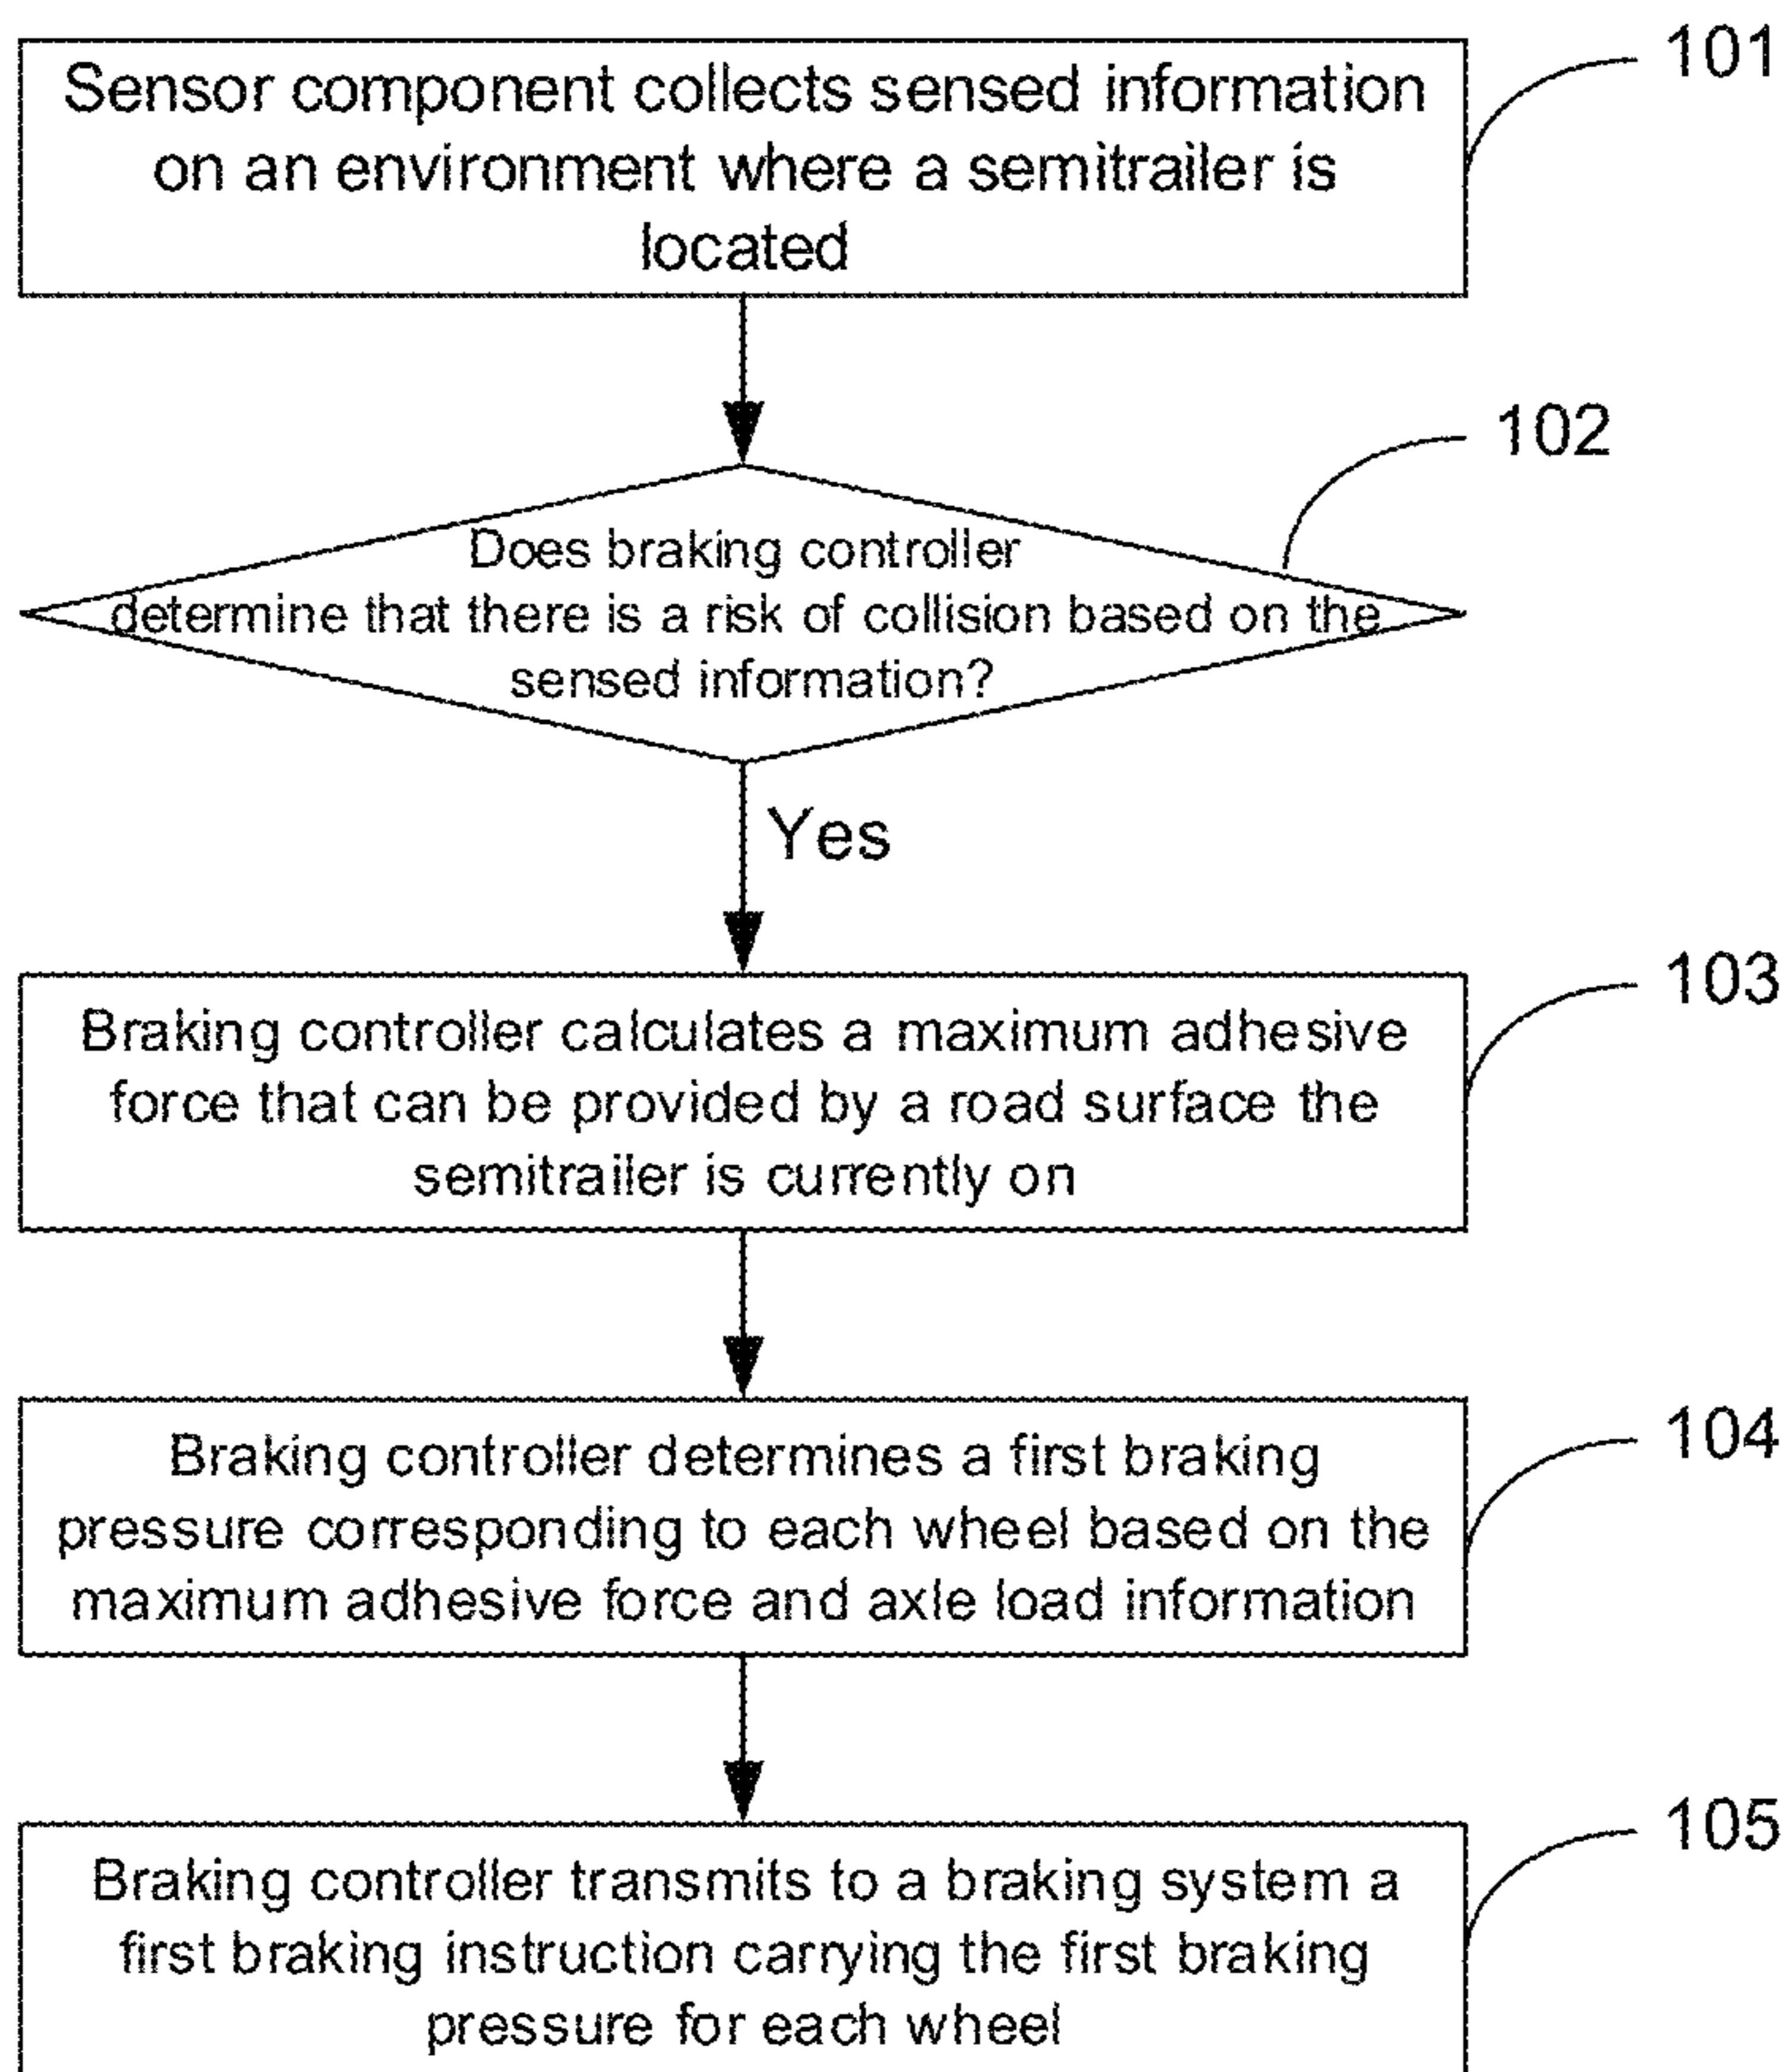 101
Sensor component collects sensed information
on an environment where a semitrailer is
located
102
Does braking controller
determine that there is a risk of collision based on the
sensed information?
Yes
103
Braking controller calculates a maximum adhesive
force that can be provided by a road surface the
semitrailer is currently on
104
Braking controller determines a first braking
pressure corresponding to each wheel based on the
maximum adhesive force and axle load information
105
Braking controller transmits to a braking system a
first braking instruction carrying the first braking
pressure for each wheel